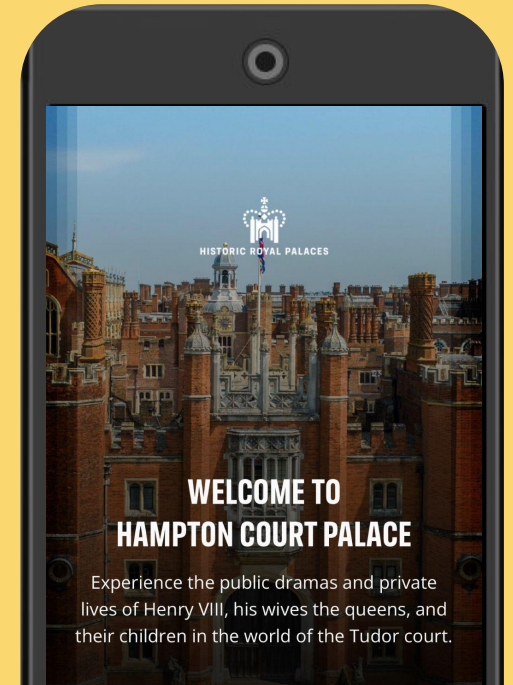 HISTORIC ROYAL PALACES
WELCOME TO
HAMPTON COURT PALACE
Experience the public dramas and private
lives of Henry VIII, his wives the queens, and
their children in the world of the Tudor court.